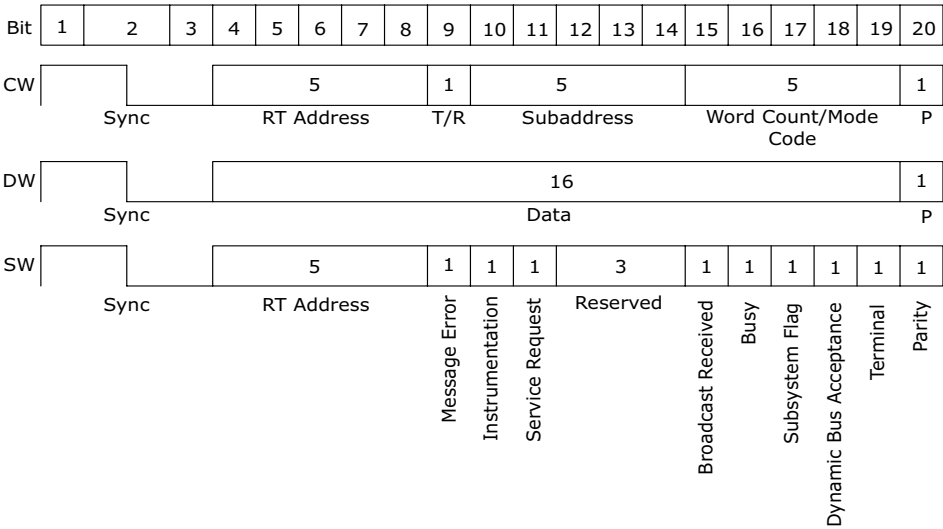 Bit 1 2 3 4 5 6 7 8 9 10 11 12 13 14 15 16 17 18 19 20
CW 5 1 5 5 1
Sync RT Address T/R Subaddress Word Count/Mode Code P
DW 16 1
Sync Data P
SW 5 1 1 1 3 1 1 1 1 1 1
Sync RT Address Reserved
Message Error
Instrumentation
Service Request
Broadcast Received
Busy
Subsystem Flag
Dynamic Bus Acceptance
Terminal
Parity